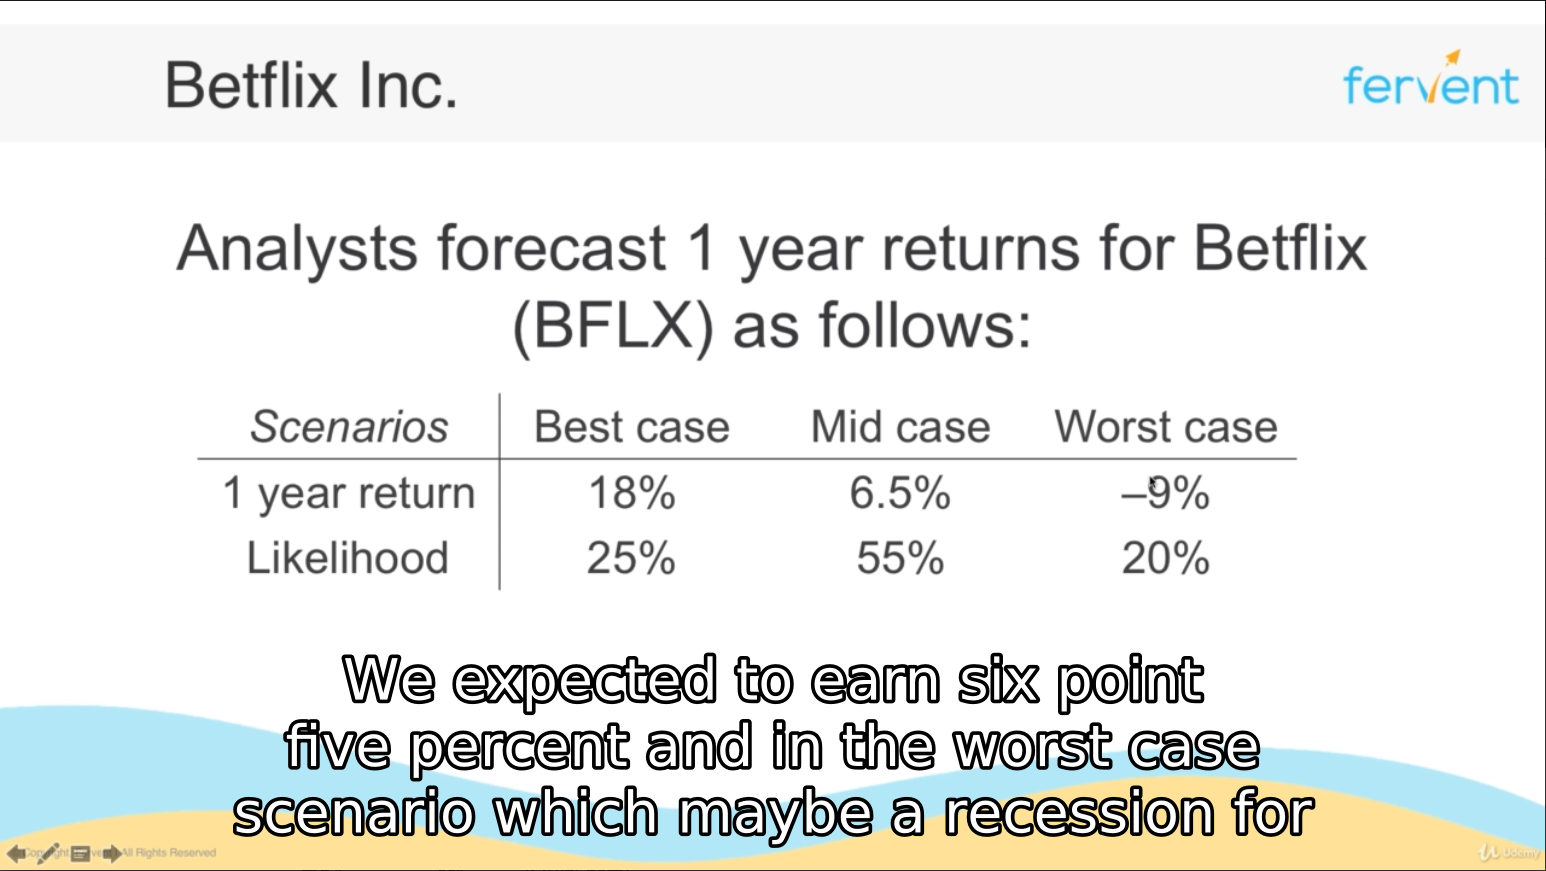 Betflix Inc.
fervent
Analysts forecast 1 year returns for Betflix
(BFLX) as follows:
Scenarios Best case Mid case Worst case
1 year return 18% 6.5% –9%
Likelihood 25% 55% 20%
We expected to earn six point
five percent and in the worst case
scenario which maybe a recession for
All Rights Reserved
Udemy